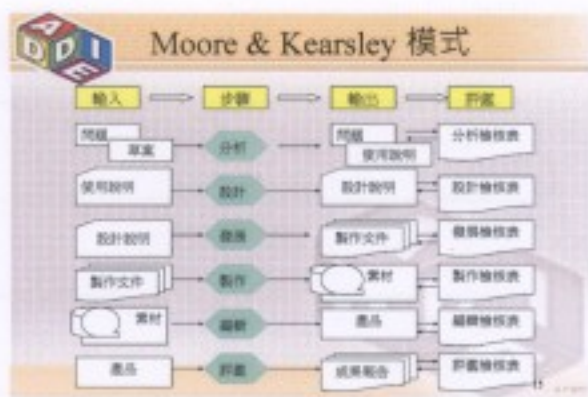 ADDIE
Moore & Kearsley 模式
輸入 步驟 輸出 評鑑
問題 草案 分析 問題 使用說明 分析檢核表
使用說明 設計 設計說明 設計檢核表
設計說明 發展 製作文件 發展檢核表
製作文件 製作 素材 製作檢核表
素材 編輯 產品 編輯檢核表
產品 評鑑 成果報告 評鑑檢核表
15